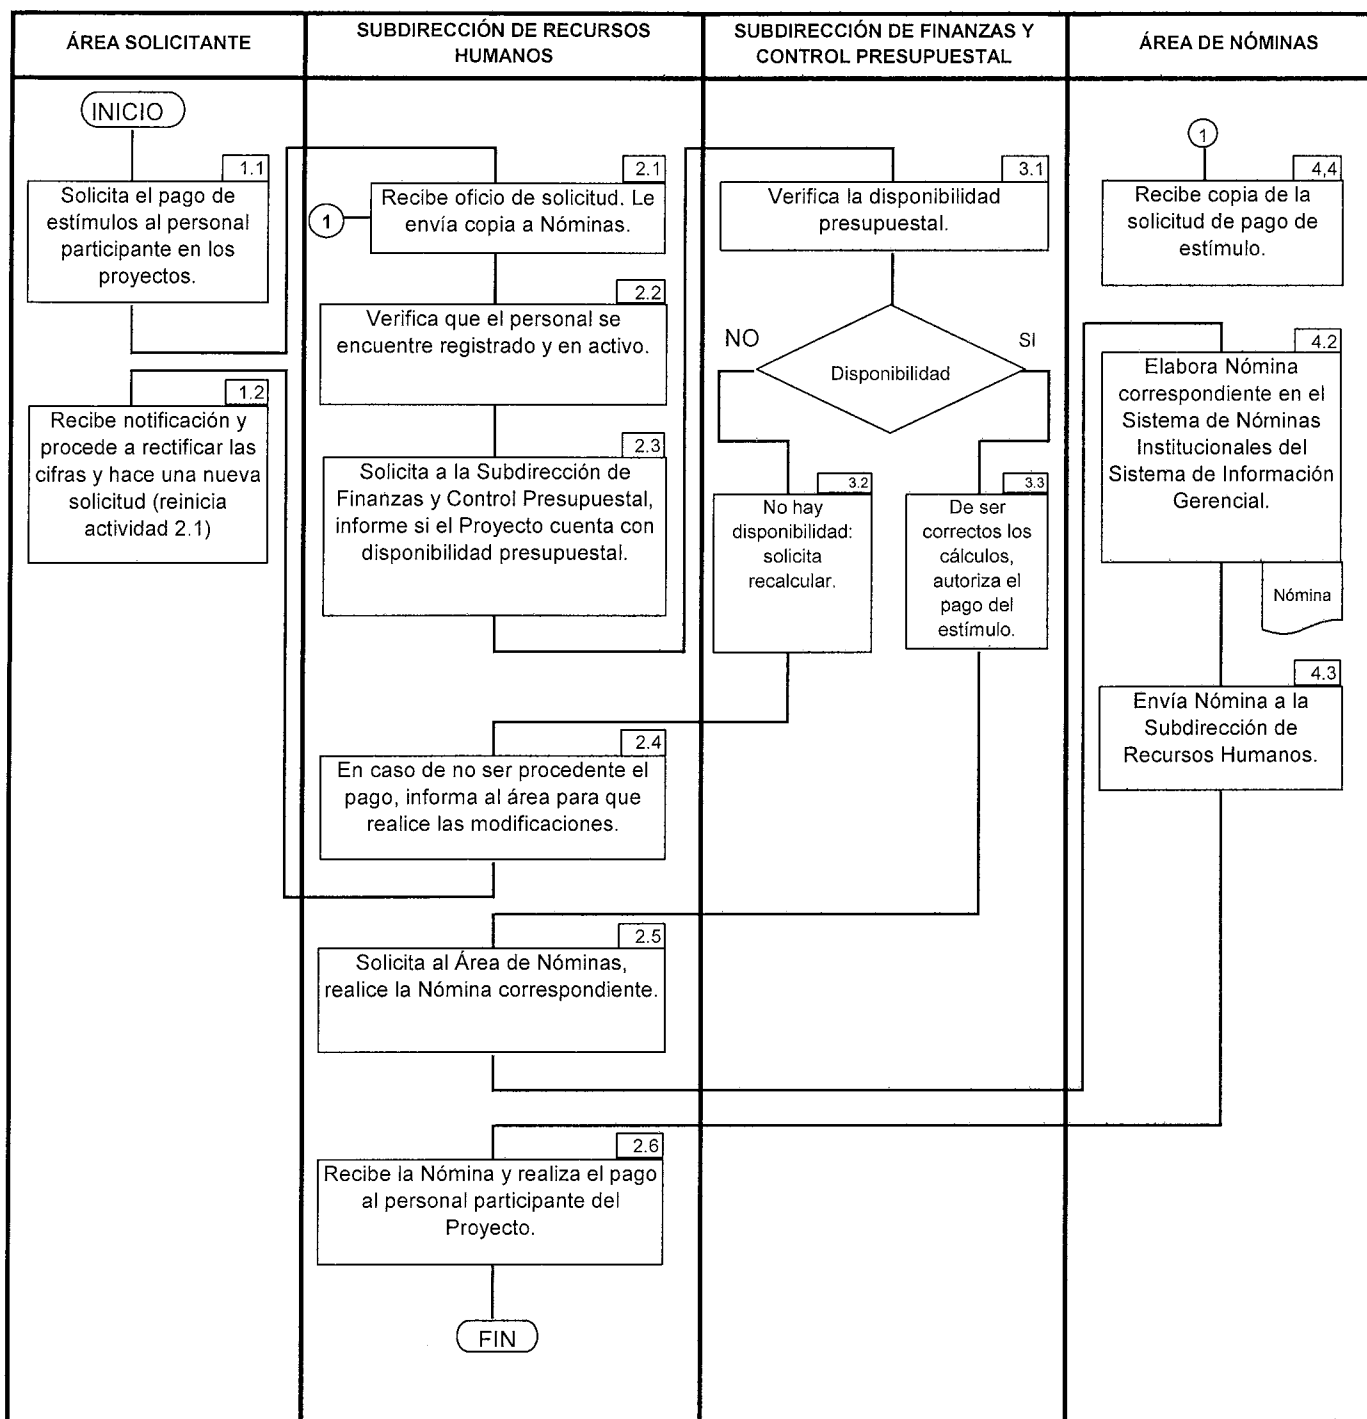 ÁREA SOLICITANTE
SUBDIRECCIÓN DE RECURSOS
HUMANOS
SUBDIRECCIÓN DE FINANZAS Y
CONTROL PRESUPUESTAL
ÁREA DE NÓMINAS
INICIO
1.1
Solicita el pago de
estímulos al personal
participante en los
proyectos.
1.2
Recibe notificación y
procede a rectificar las
cifras y hace una nueva
solicitud (reinicia
actividad 2.1)
2.1
1
Recibe oficio de solicitud. Le
envía copia a Nóminas.
2.2
Verifica que el personal se
encuentre registrado y en activo.
2.3
Solicita a la Subdirección de
Finanzas y Control Presupuestal,
informe si el Proyecto cuenta con
disponibilidad presupuestal.
2.4
En caso de no ser procedente el
pago, informa al área para que
realice las modificaciones.
2.5
Solicita al Área de Nóminas,
realice la Nómina correspondiente.
2.6
Recibe la Nómina y realiza el pago
al personal participante del
Proyecto.
FIN
3.1
Verifica la disponibilidad
presupuestal.
NO
SI
Disponibilidad
3.2
No hay
disponibilidad:
solicita
recalcular.
3.3
De ser
correctos los
cálculos,
autoriza el
pago del
estímulo.
1
4,4
Recibe copia de la
solicitud de pago de
estímulo.
4.2
Elabora Nómina
correspondiente en el
Sistema de Nóminas
Institucionales del
Sistema de Información
Gerencial.
Nómina
4.3
Envía Nómina a la
Subdirección de
Recursos Humanos.